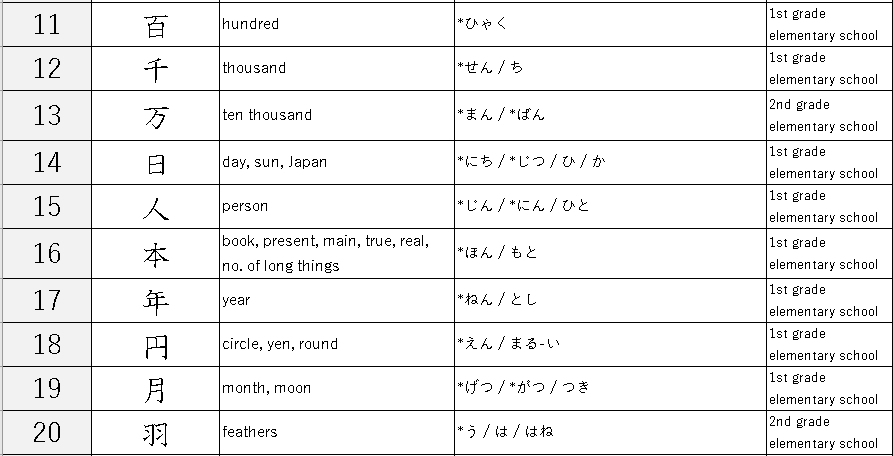 11 百 hundred *ひゃく 1st grade
elementary school
12 千 thousand *せん / ち 1st grade
elementary school
13 万 ten thousand *まん / *ばん 2nd grade
elementary school
14 日 day, sun, Japan *にち / *じつ / ひ / か 1st grade
elementary school
15 人 person *じん / *にん / ひと 1st grade
elementary school
16 本 book, present, main, true, real,
no. of long things *ほん / もと 1st grade
elementary school
17 年 year *ねん / とし 1st grade
elementary school
18 円 circle, yen, round *えん / まる-い 1st grade
elementary school
19 月 month, moon *げつ / *がつ / つき 1st grade
elementary school
20 羽 feathers *う / は / はね 2nd grade
elementary school